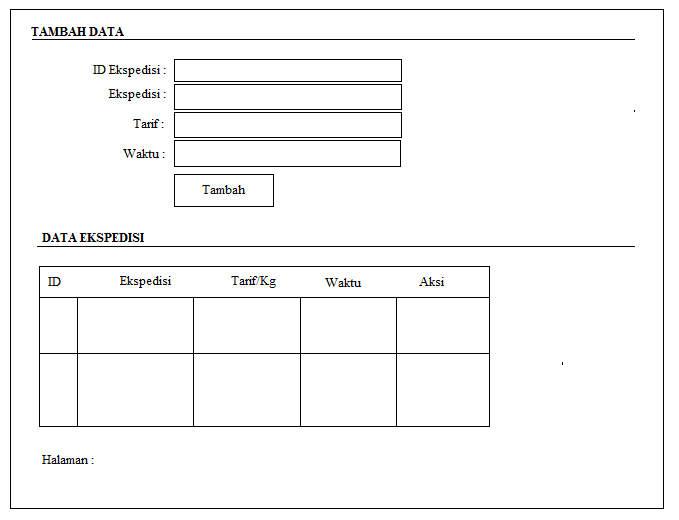 TAMBAH DATA
ID Ekspedisi :
Ekspedisi :
Tarif :
Waktu :
Tambah
DATA EKSPEDISI
ID Ekspedisi Tarif/Kg Waktu Aksi
Halaman :